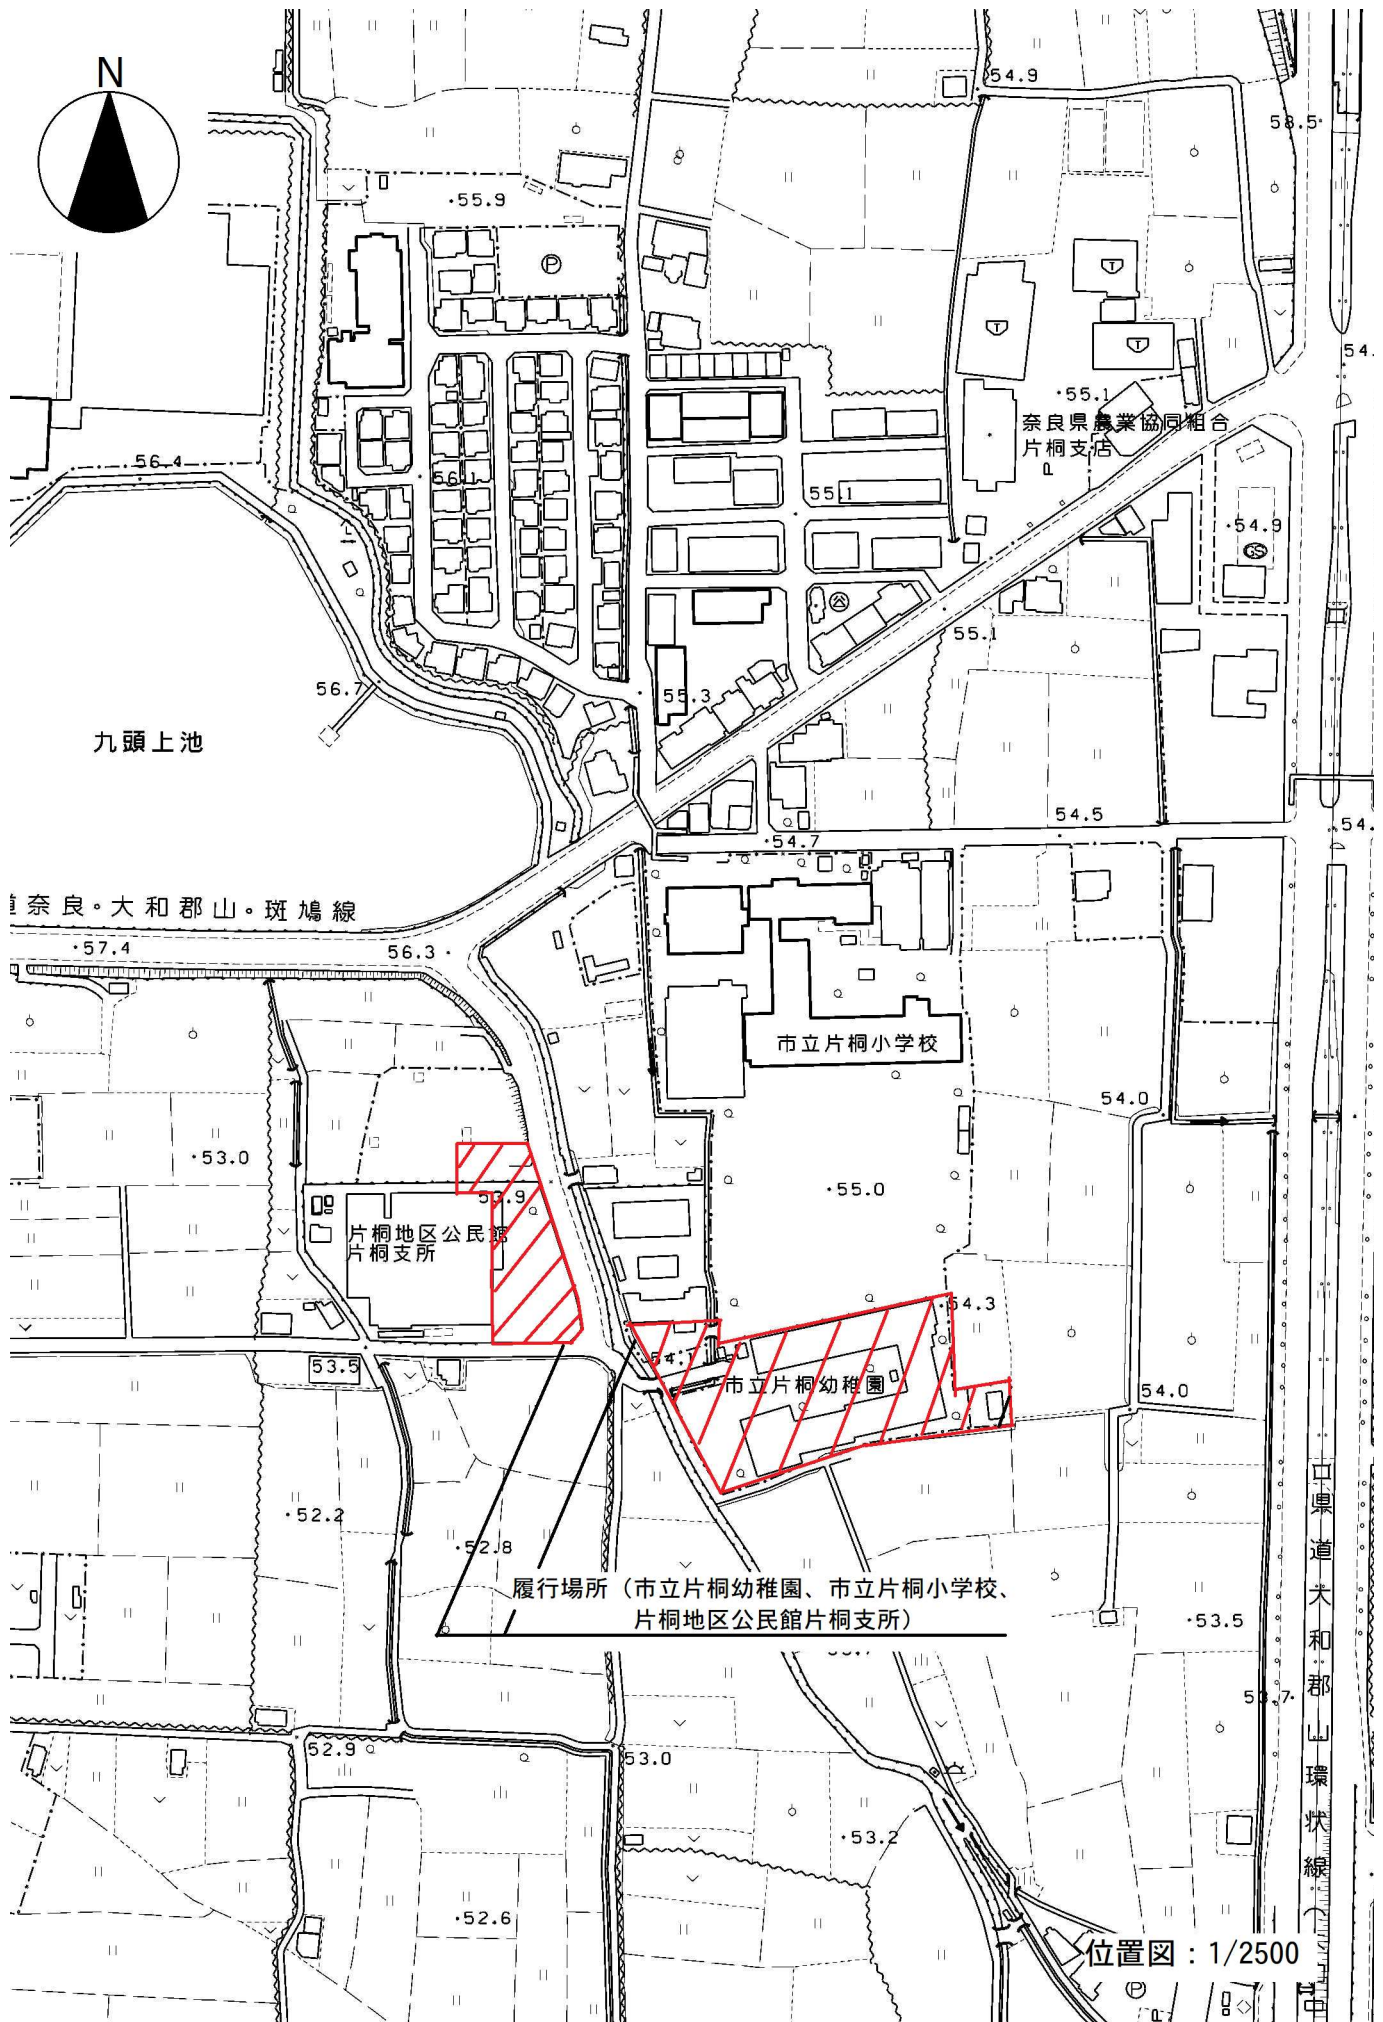 N
54.9
58.5
55.9
P
T
T
T
54.
55.1
奈良県農業協同組合
片桐支店
P
56.4
56.1
55.1
54.9
GS
公
55.1
56.7
55.3
九頭上池
54.5
54.7
54.
道奈良。大和郡山。斑鳩線
57.4
56.3
市立片桐小学校
54.0
53.0
55.0
53.9
片桐地区公民館
片桐支所
54.3
53.5
54.1
市立片桐幼稚園
54.0
52.2
52.8
履行場所（市立片桐幼稚園、市立片桐小学校、
片桐地区公民館片桐支所）
53.5
53.7
県道大和郡山環状線（中
52.9
53.0
53.2
52.6
位置図：1/2500
P